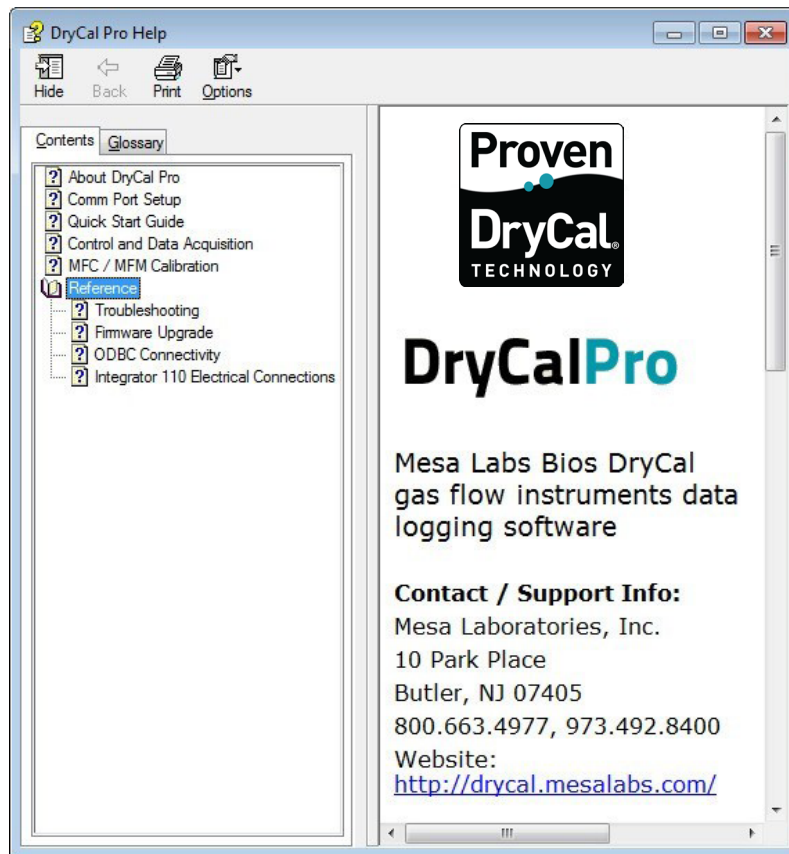 DryCal Pro Help
Hide Back Print Options
Contents Glossary
About DryCal Pro
Comm Port Setup
Quick Start Guide
Control and Data Acquisition
MFC / MFM Calibration
Reference
Troubleshooting
Firmware Upgrade
ODBC Connectivity
Integrator 110 Electrical Connections
Proven
DryCal®
TECHNOLOGY
DryCalPro
Mesa Labs Bios DryCal
gas flow instruments data
logging software
Contact / Support Info:
Mesa Laboratories, Inc.
10 Park Place
Butler, NJ 07405
800.663.4977, 973.492.8400
Website:
http://drycal.mesalabs.com/